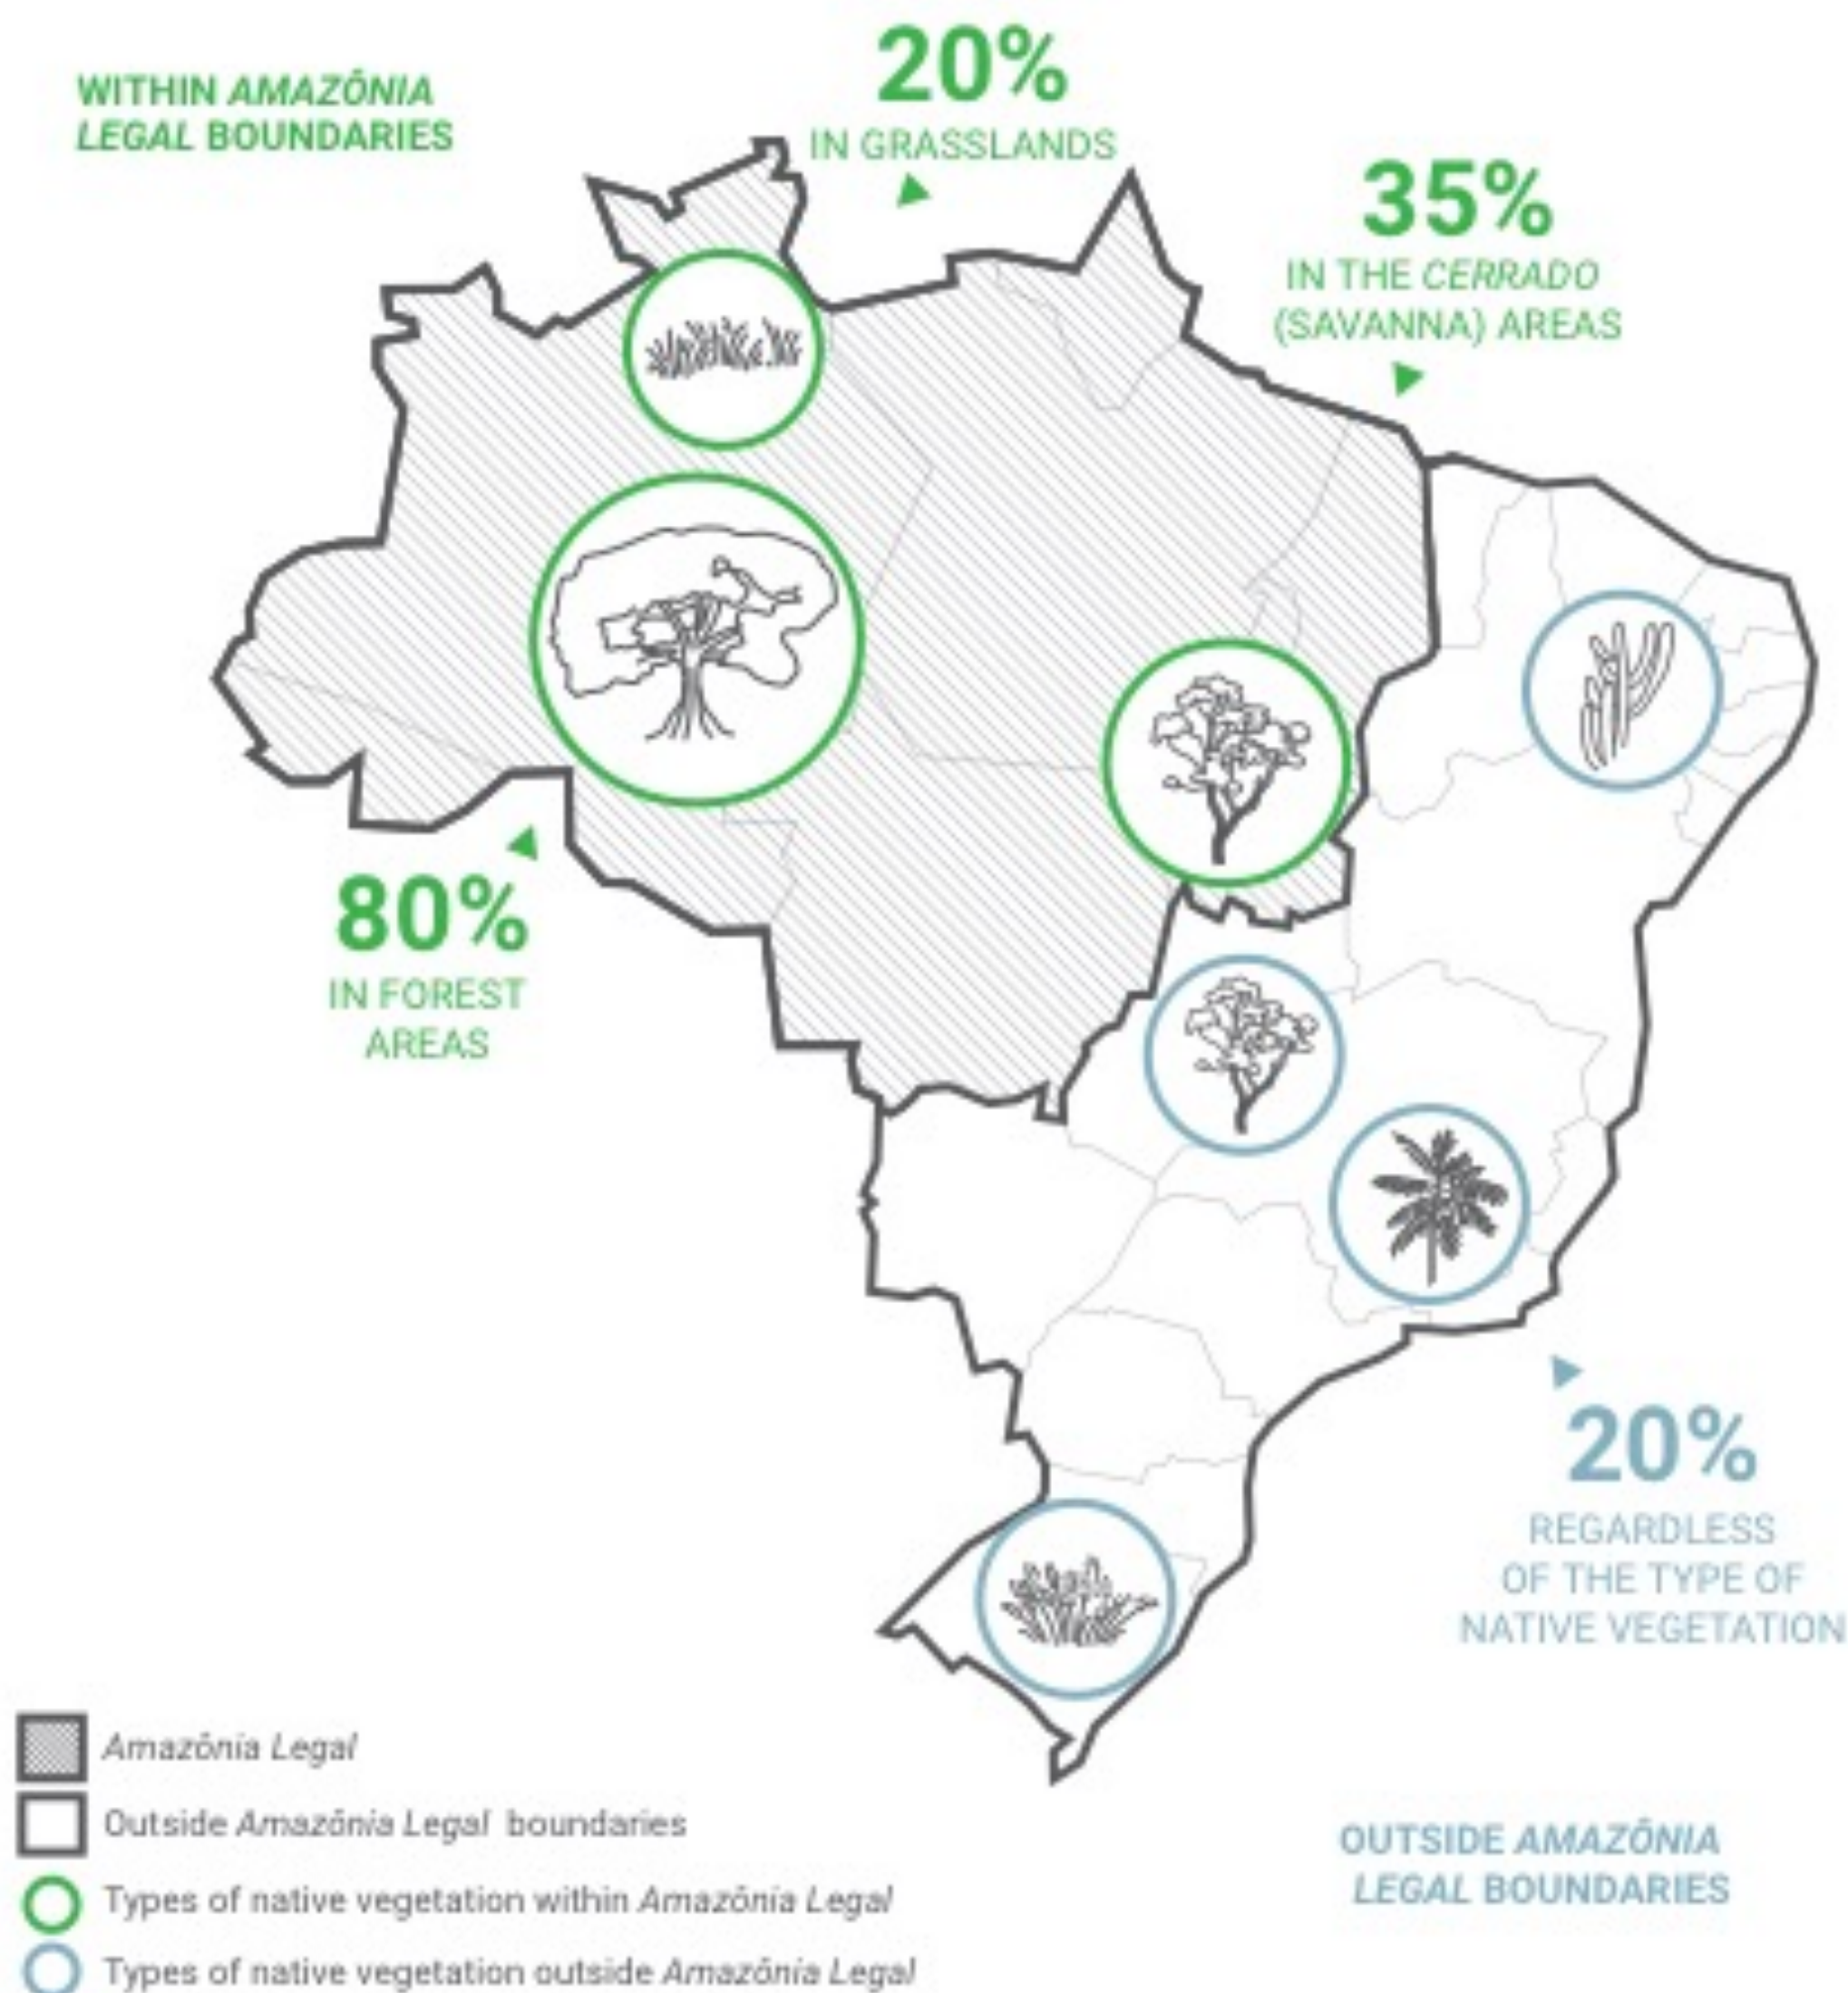 WITHIN AMAZÔNIA
LEGAL BOUNDARIES
20%
IN GRASSLANDS
35%
IN THE CERRADO
(SAVANNA) AREAS
80%
IN FOREST
AREAS
20%
REGARDLESS
OF THE TYPE OF
NATIVE VEGETATION
Amazônia Legal
Outside Amazônia Legal boundaries
Types of native vegetation within Amazônia Legal
Types of native vegetation outside Amazônia Legal
OUTSIDE AMAZÔNIA
LEGAL BOUNDARIES